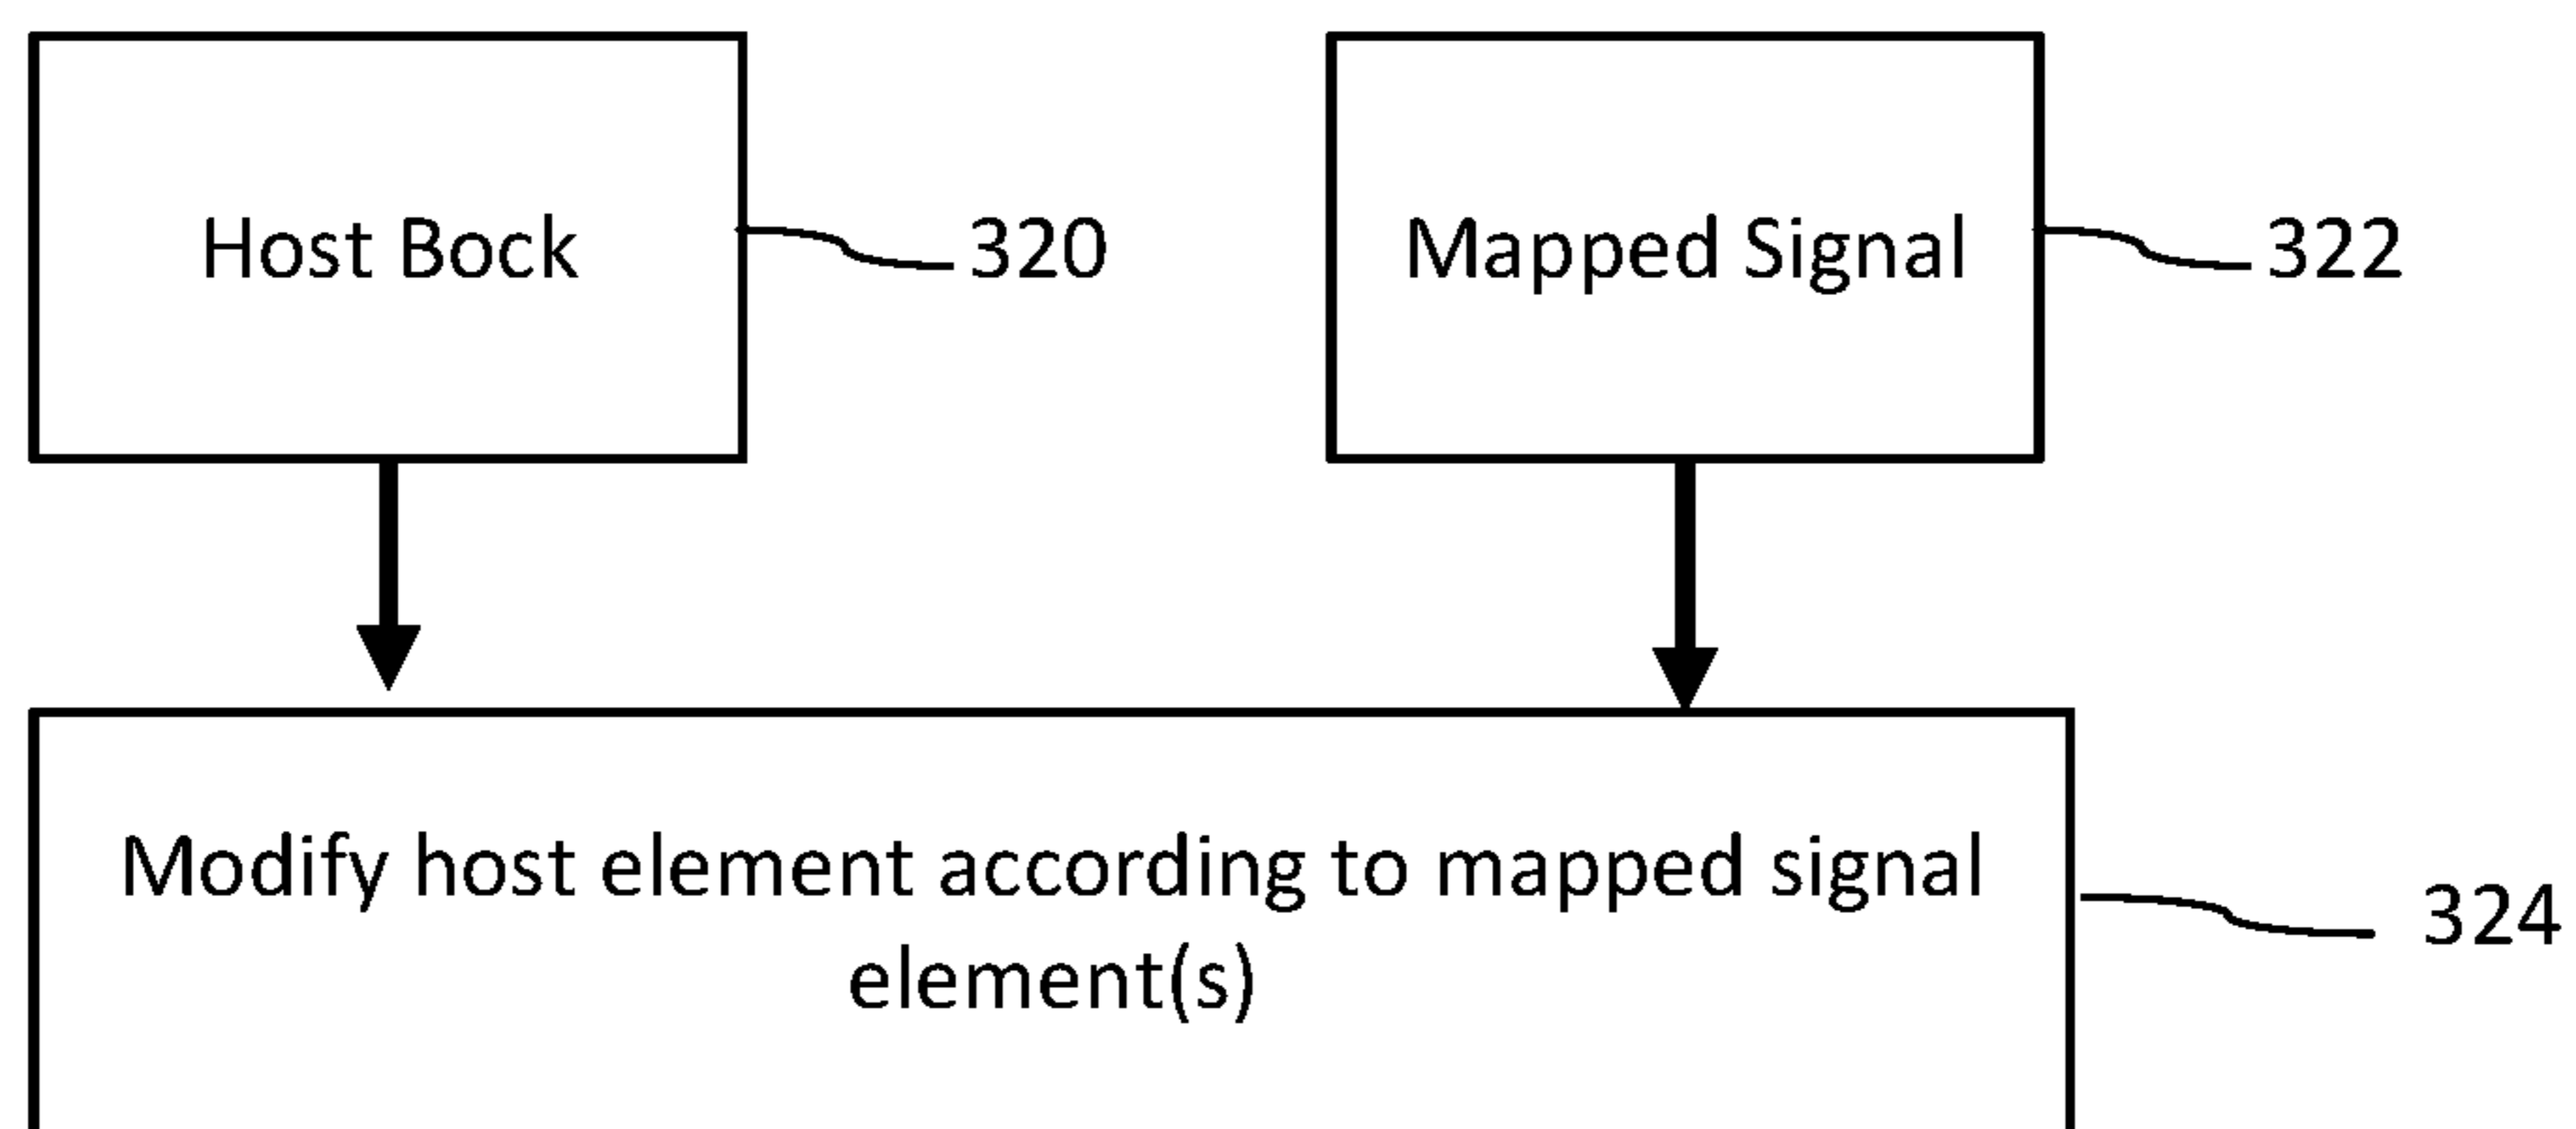 Host Bock
320
Mapped Signal
322
Modify host element according to mapped signal
element(s)
324